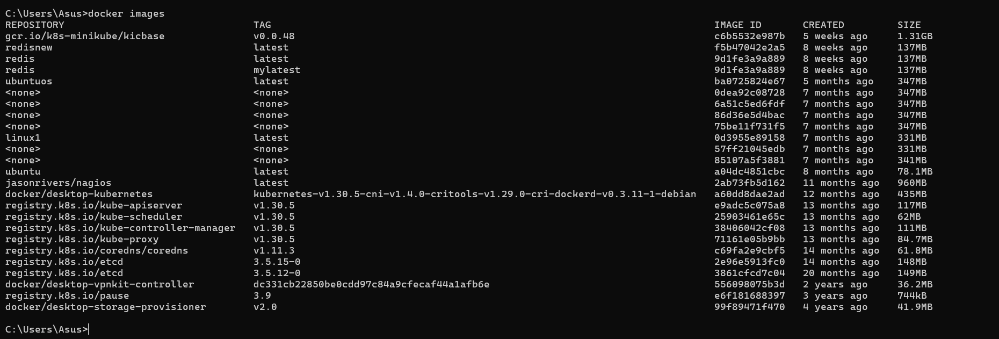 C:\Users\Asus>docker images
REPOSITORY TAG IMAGE ID CREATED SIZE
gcr.io/k8s-minikube/kicbase v0.0.48 c6b5532e987b 5 weeks ago 1.31GB
redisnew latest f5b47042e2a5 8 weeks ago 137MB
redis latest 9d1fe3a9a889 8 weeks ago 137MB
redis mylatest 9d1fe3a9a889 8 weeks ago 137MB
ubuntuos latest ba0725824e67 5 months ago 347MB
<none> <none> 0dea92c08728 7 months ago 347MB
<none> <none> 6a51c5ed6fdf 7 months ago 347MB
<none> <none> 86d36e5d4bac 7 months ago 347MB
<none> <none> 75be11f731f5 7 months ago 347MB
linux1 latest 0d3955e89158 7 months ago 331MB
<none> <none> 57ff21045edb 7 months ago 331MB
<none> <none> 85107a5f3881 7 months ago 341MB
ubuntu latest a04dc4851cbc 8 months ago 78.1MB
jasonrivers/nagios latest 2ab73fb5d162 11 months ago 960MB
docker/desktop-kubernetes kubernetes-v1.30.5-cni-v1.4.0-critools-v1.29.0-cri-dockerd-v0.3.11-1-debian a60dd8dae2ad 12 months ago 435MB
registry.k8s.io/kube-apiserver v1.30.5 e9adc5c075a8 13 months ago 117MB
registry.k8s.io/kube-scheduler v1.30.5 25903461e65c 13 months ago 62MB
registry.k8s.io/kube-controller-manager v1.30.5 38406042cf08 13 months ago 111MB
registry.k8s.io/kube-proxy v1.30.5 71161e05b9bb 13 months ago 84.7MB
registry.k8s.io/coredns/coredns v1.11.3 c69fa2e9cbf5 14 months ago 61.8MB
registry.k8s.io/etcd 3.5.15-0 2e96e5913fc0 14 months ago 148MB
registry.k8s.io/etcd 3.5.12-0 3861cfcd7c04 20 months ago 149MB
docker/desktop-vpnkit-controller dc331cb22850be0cdd97c84a9cfecaf44a1afb6e 556098075b3d 2 years ago 36.2MB
registry.k8s.io/pause 3.9 e6f181688397 3 years ago 744kB
docker/desktop-storage-provisioner v2.0 99f89471f470 4 years ago 41.9MB
C:\Users\Asus>